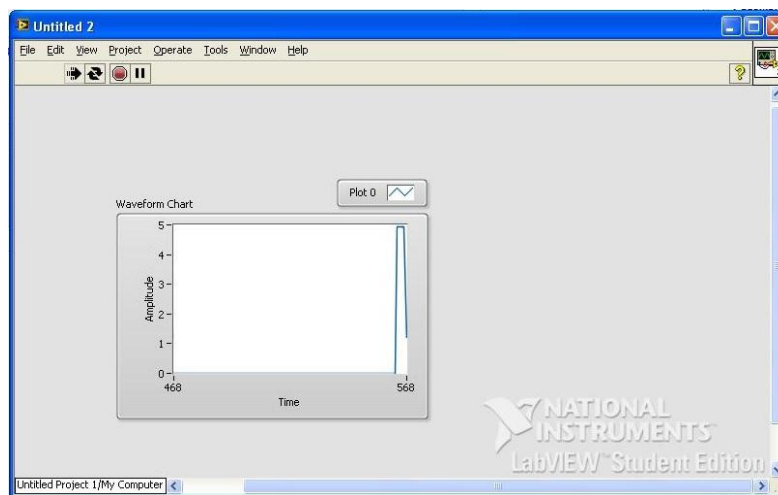 Untitled 2
File Edit View Project Operate Tools Window Help
Plot 0
Waveform Chart
5
4
3
2
1
0
Amplitude
468 568
Time
NATIONAL
INSTRUMENTS
LabVIEW™ Student Edition
Untitled Project 1/My Computer